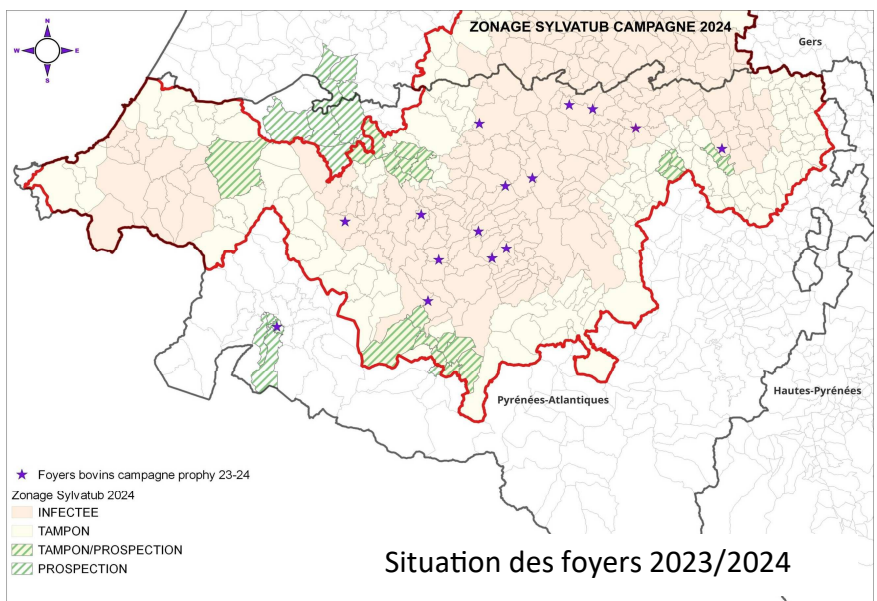 ZONAGE SYLVATUB CAMPAGNE 2024
Gers
N
W
E
S
Pyrénées-Atlantiques
Hautes-Pyrénées
Foyers bovins campagne prophy 23-24
Zonage Sylvatub 2024
INFECTEE
TAMPON
TAMPON/PROSPECTION
PROSPECTION
Situation des foyers 2023/2024